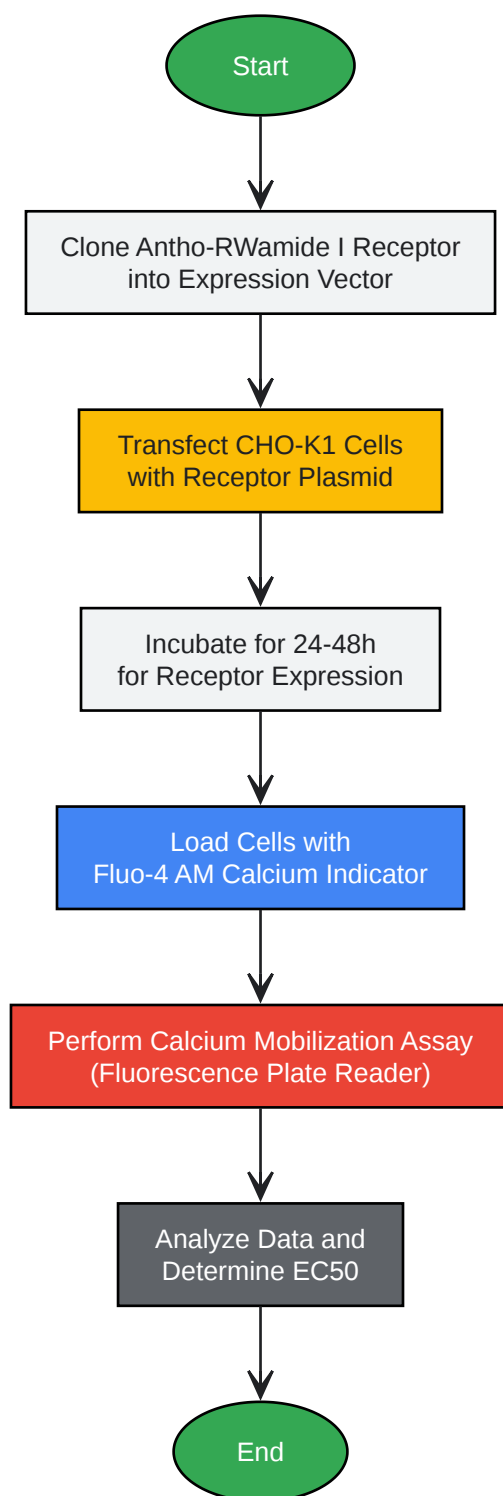 Start
Clone Antho-RWamide I Receptor
into Expression Vector
Transfect CHO-K1 Cells
with Receptor Plasmid
Incubate for 24-48h
for Receptor Expression
Load Cells with
Fluo-4 AM Calcium Indicator
Perform Calcium Mobilization Assay
(Fluorescence Plate Reader)
Analyze Data and
Determine EC50
End